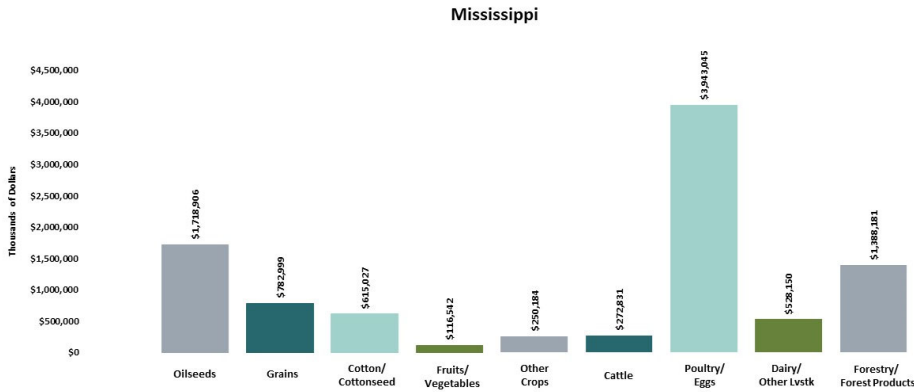 Mississippi
Thousands of Dollars
$4,500,000
$4,000,000
$3,500,000
$3,000,000
$2,500,000
$2,000,000
$1,500,000
$1,000,000
$500,000
$0
$1,718,906
$782,999
$615,027
$116,542
$250,184
$272,831
$3,943,045
$528,150
$1,388,181
Oilseeds
Grains
Cotton/
Cottonseed
Fruits/
Vegetables
Other
Crops
Cattle
Poultry/
Eggs
Dairy/
Other Lvstk
Forestry/
Forest Products